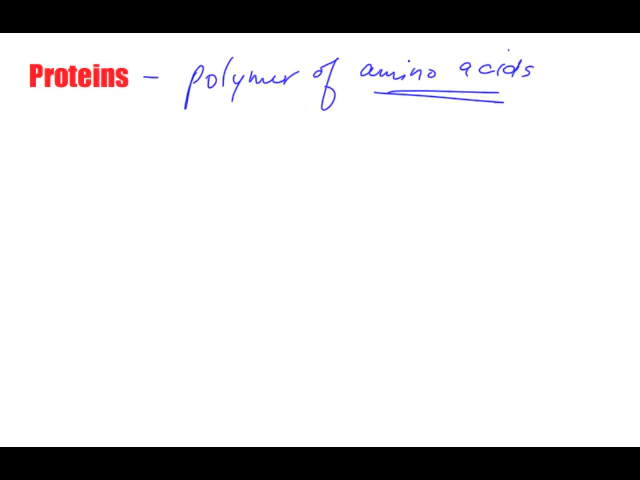 Proteins – polymer of amino acids